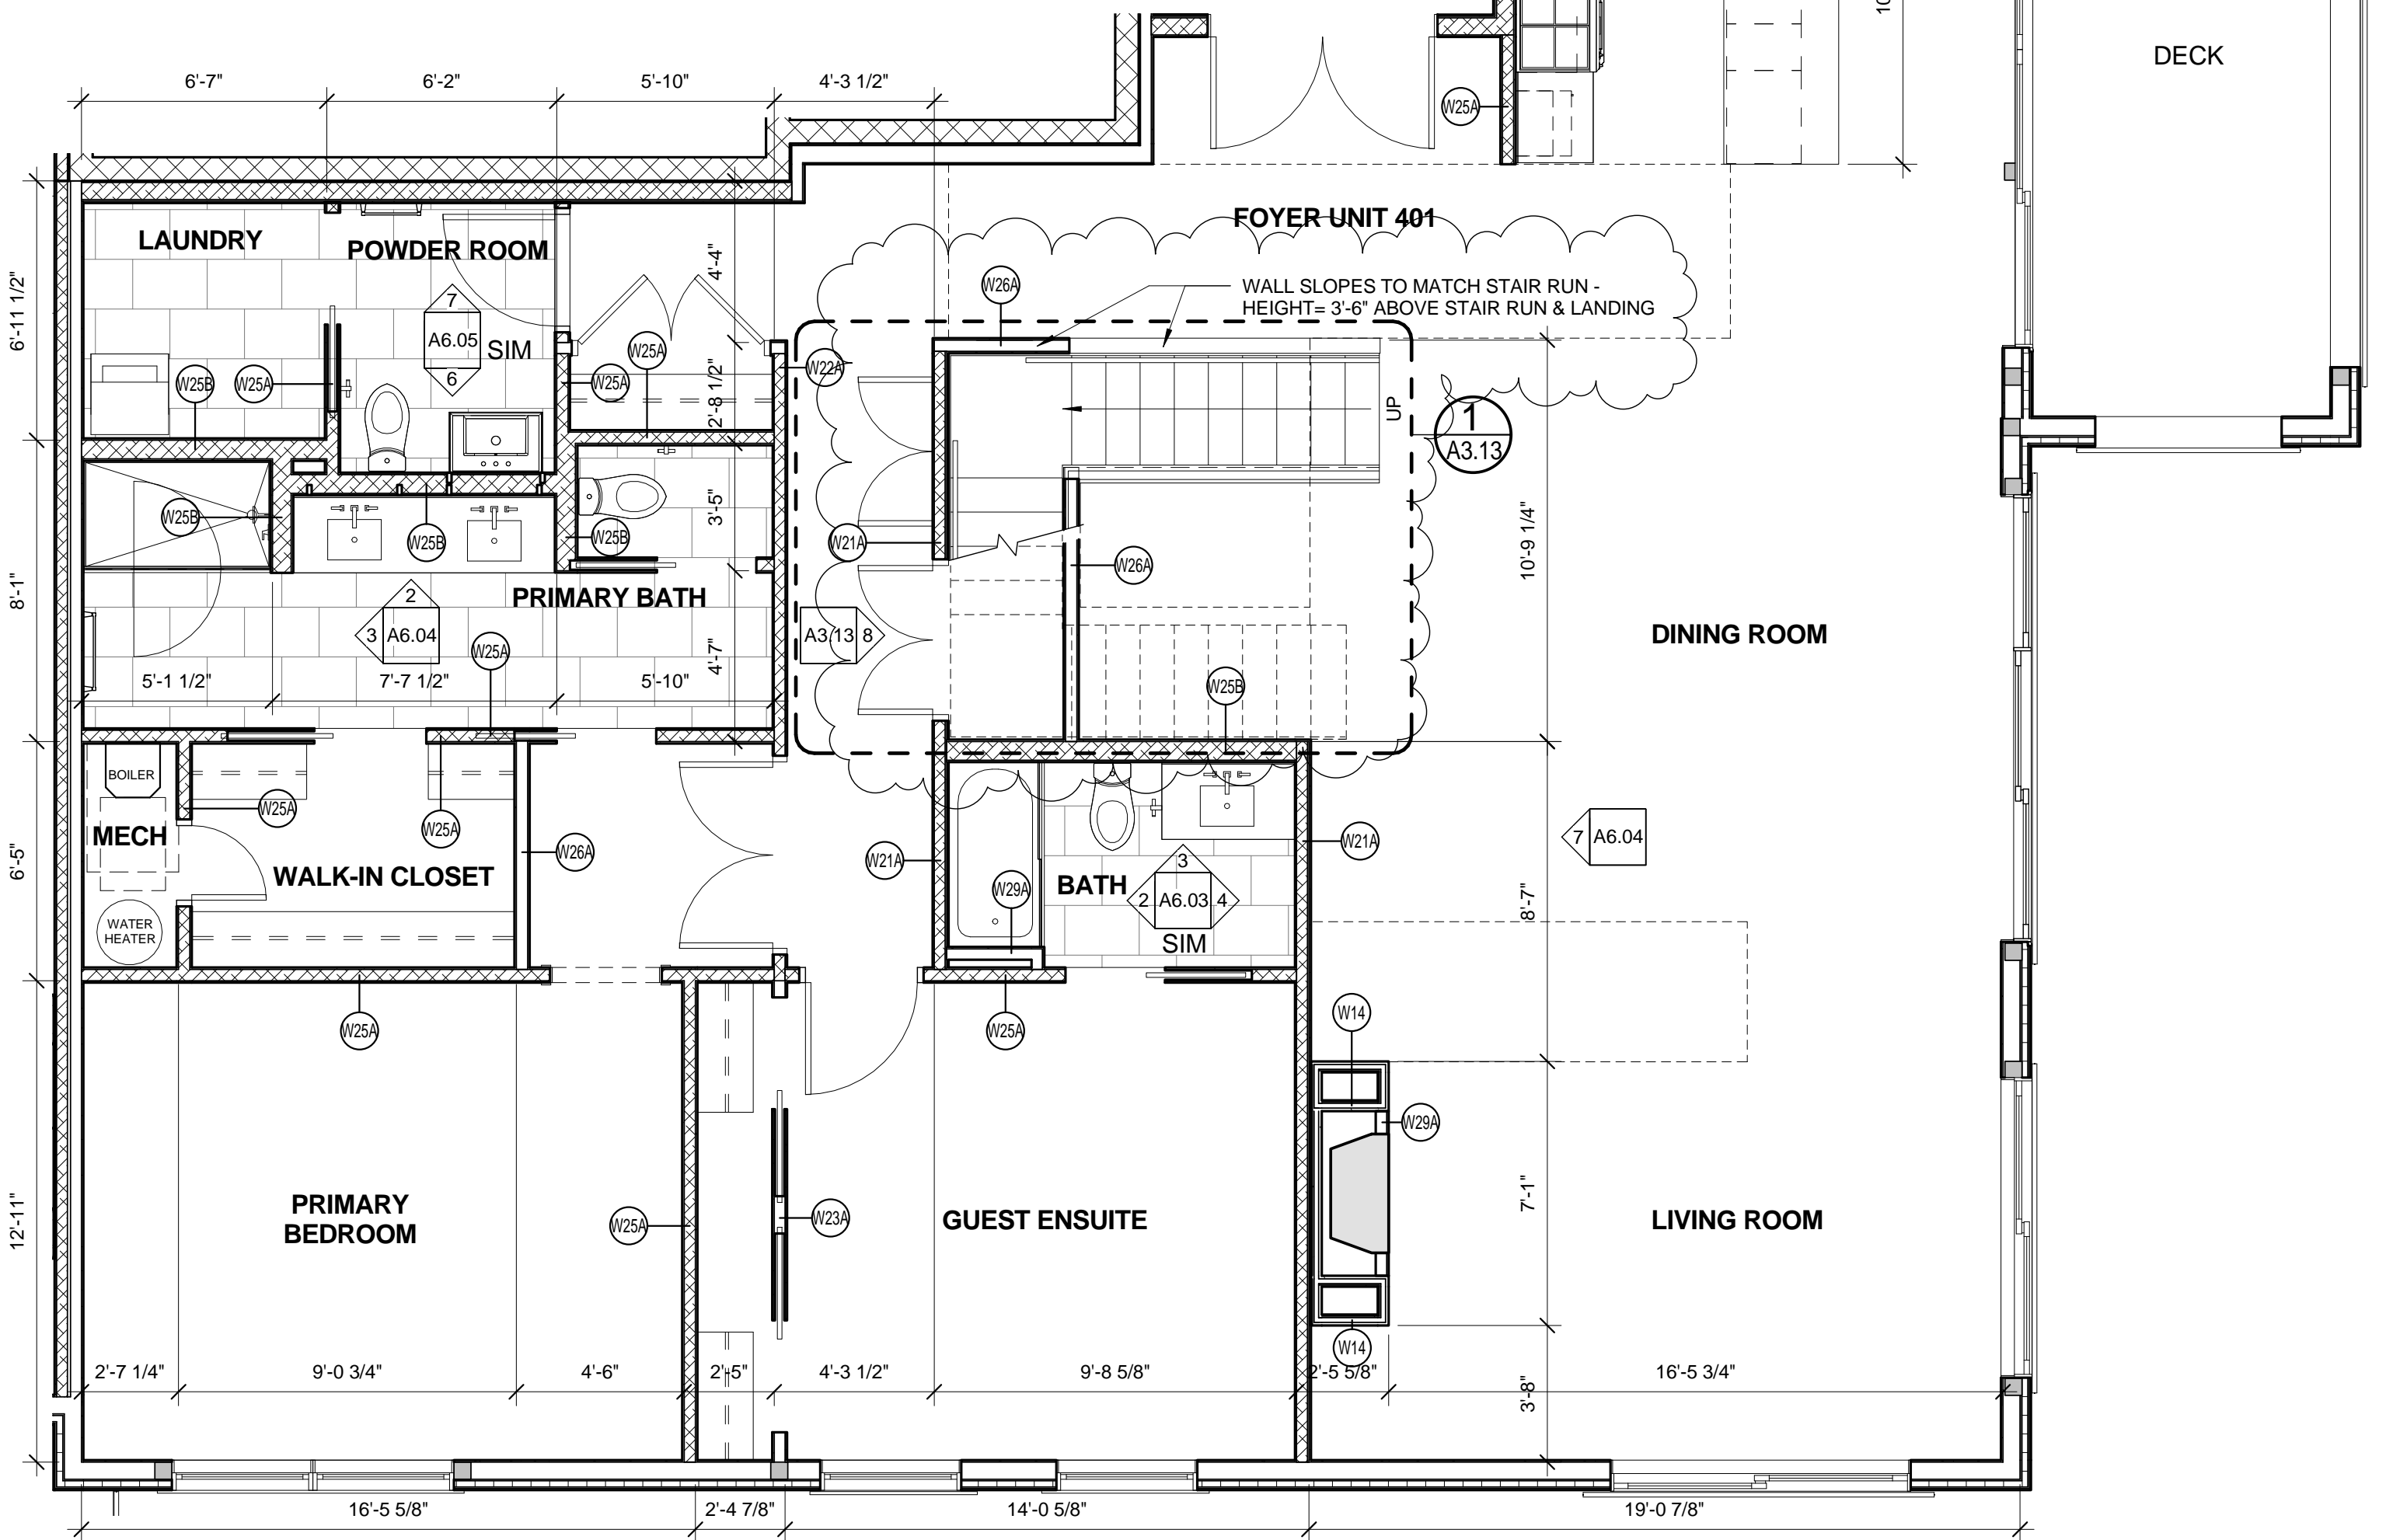 10
DECK
6'-7"
6'-2"
5'-10"
4'-3 1/2"
W25A
FOYER UNIT 401
LAUNDRY
POWDER ROOM
4'-4"
WALL SLOPES TO MATCH STAIR RUN -
HEIGHT= 3'-6" ABOVE STAIR RUN & LANDING
W26A
6'-11 1/2"
7
A6.05
6
SIM
W25A
W22A
W25B
W25A
W25A
2'-8 1/2"
UP
1
A3.13
W25B
3'-5"
W25B
W25B
W21A
W26A
10'-9 1/4"
8'-1"
PRIMARY BATH
2
3
A6.04
W25A
A3.13
8
DINING ROOM
4'-7"
5'-1 1/2"
7'-7 1/2"
5'-10"
W25B
BOILER
W25A
W25A
MECH
W26A
W21A
W21A
7
A6.04
6'-5"
WALK-IN CLOSET
W29A
BATH
3
2
A6.03
4
SIM
8'-7"
WATER
HEATER
W25A
W25A
W14
W29A
12'-11"
PRIMARY
BEDROOM
W25A
W23A
GUEST ENSUITE
7'-1"
LIVING ROOM
W14
2'-7 1/4"
9'-0 3/4"
4'-6"
2'-5"
4'-3 1/2"
9'-8 5/8"
2'-5 5/8"
16'-5 3/4"
3'-8"
16'-5 5/8"
2'-4 7/8"
14'-0 5/8"
19'-0 7/8"